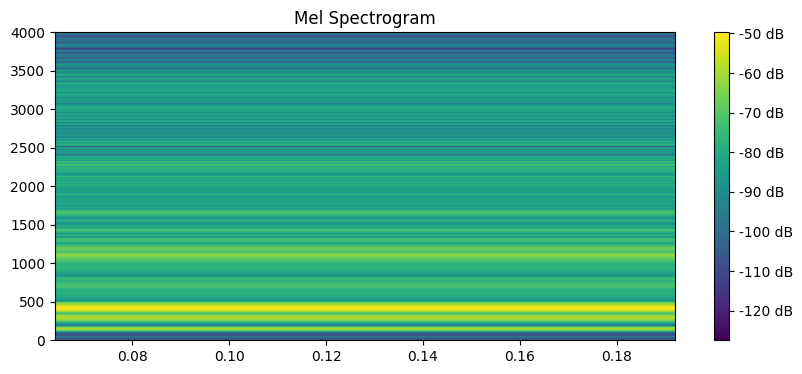 Mel Spectrogram
4000
3500
3000
2500
2000
1500
1000
500
0
0.08 0.10 0.12 0.14 0.16 0.18
-50 dB
-60 dB
-70 dB
-80 dB
-90 dB
-100 dB
-110 dB
-120 dB